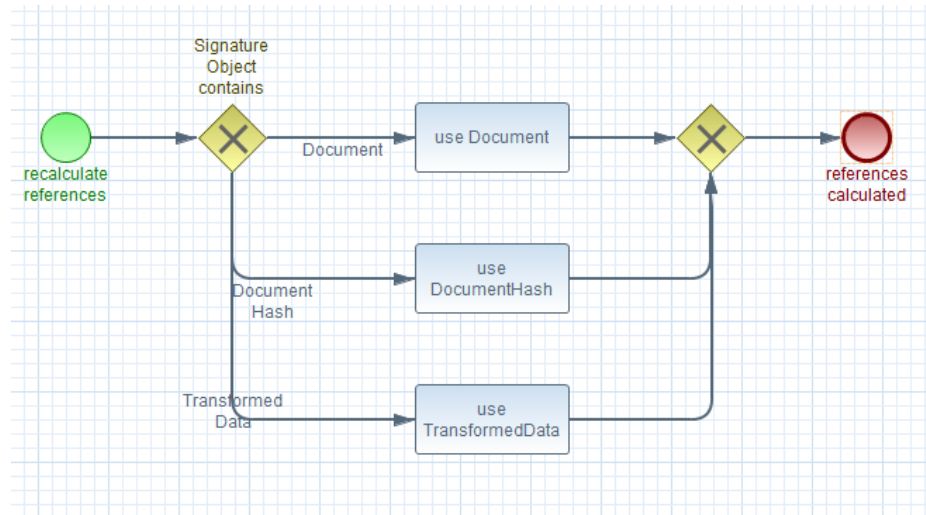 Signature
Object
contains
recalculate
references
Document
use Document
references
calculated
Document
Hash
use
DocumentHash
Transformed
Data
use
TransformedData